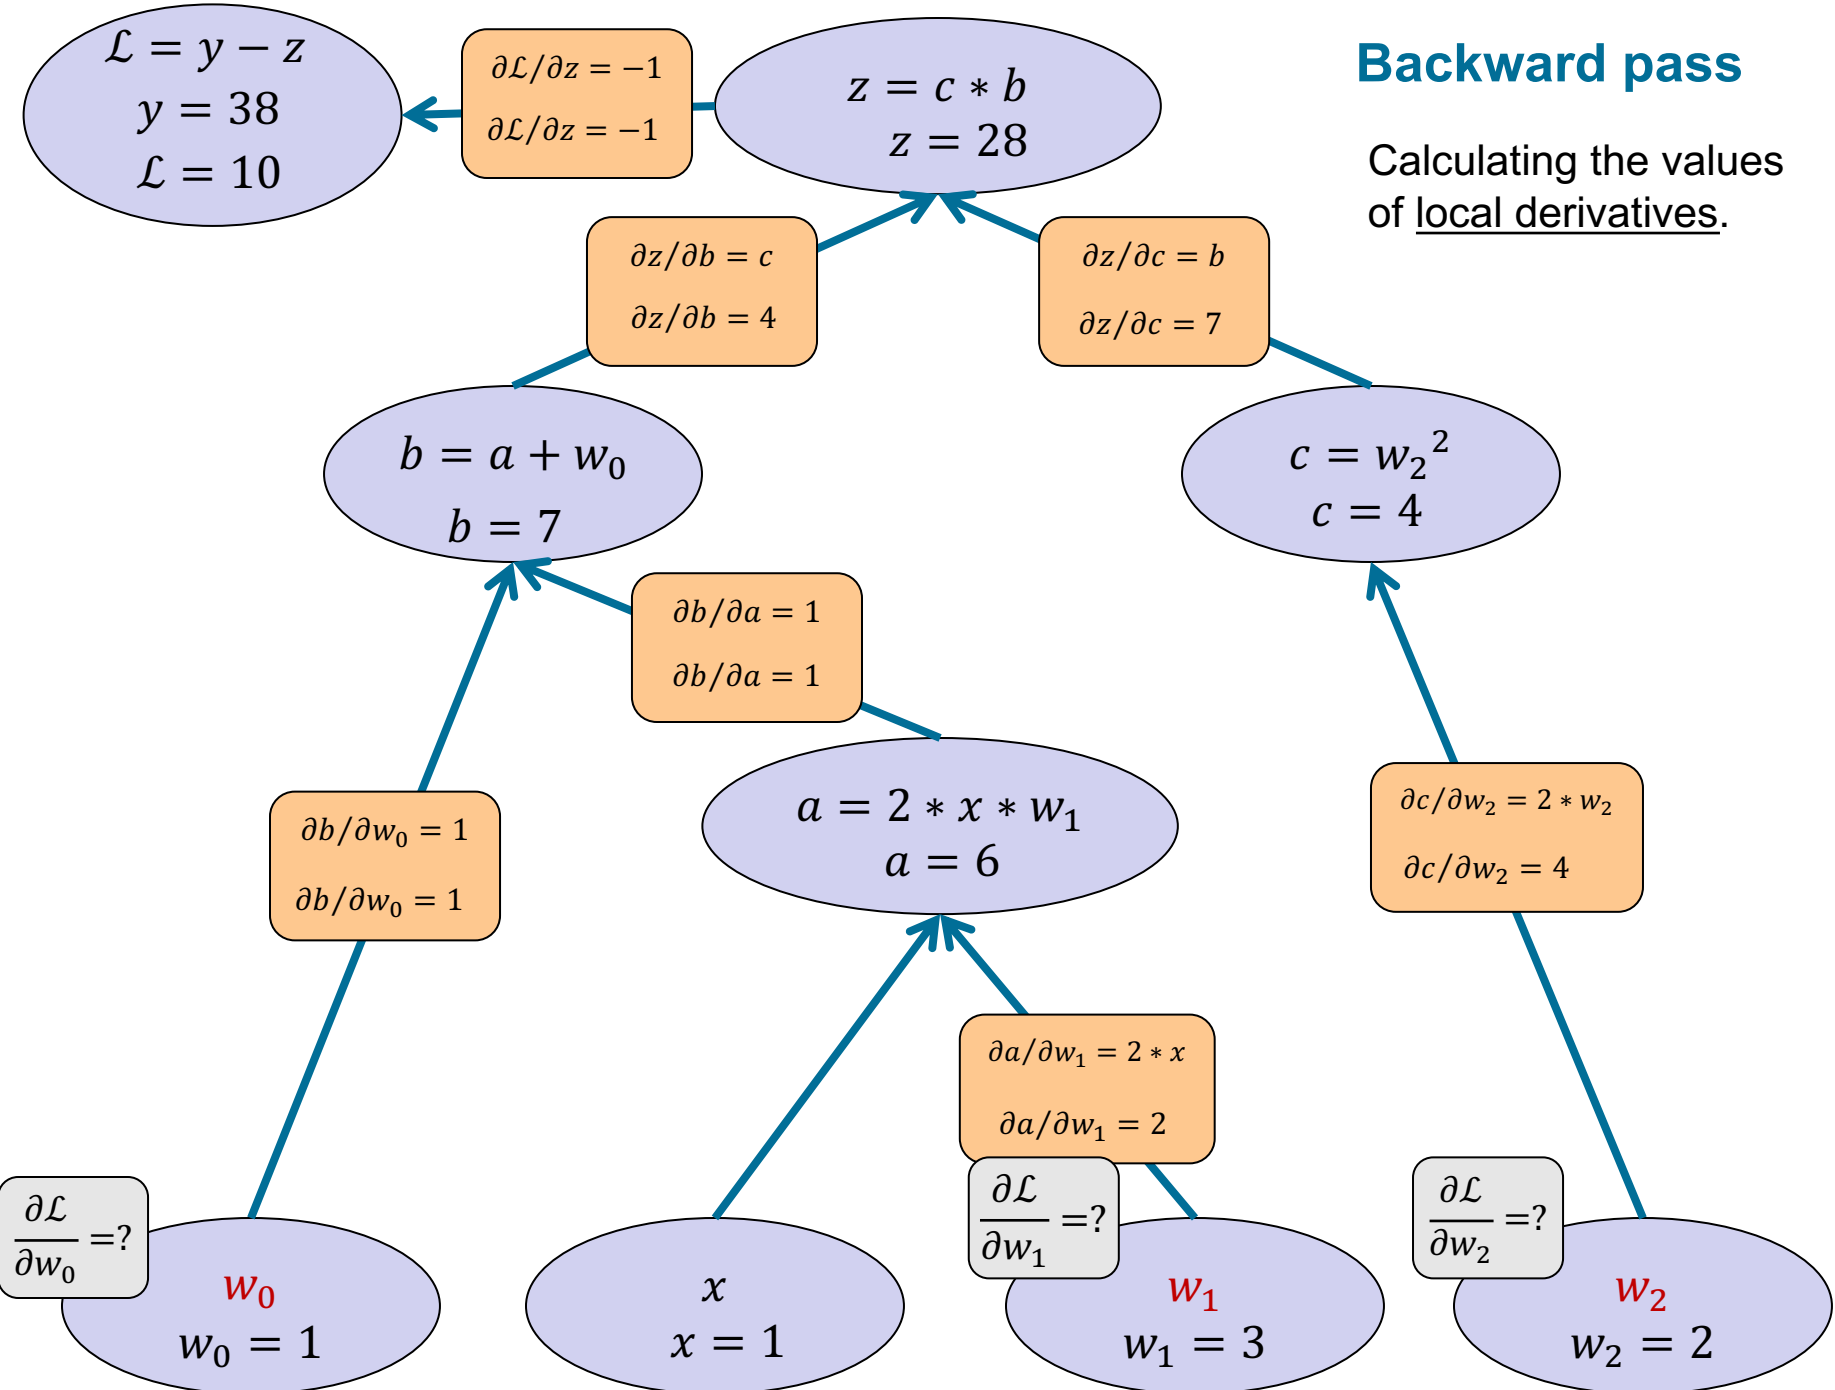 Backward pass
Calculating the values
of local derivatives.
ℒ = y − z
y = 38
ℒ = 10
∂ℒ/∂z = −1
∂ℒ/∂z = −1
z = c ∗ b
z = 28
∂z/∂b = c
∂z/∂b = 4
∂z/∂c = b
∂z/∂c = 7
b = a + w₀
b = 7
c = w₂²
c = 4
∂b/∂a = 1
∂b/∂a = 1
∂b/∂w₀ = 1
∂b/∂w₀ = 1
a = 2 ∗ x ∗ w₁
a = 6
∂c/∂w₂ = 2 ∗ w₂
∂c/∂w₂ = 4
∂a/∂w₁ = 2 ∗ x
∂a/∂w₁ = 2
∂ℒ/∂w₀ =?
w₀
w₀ = 1
x
x = 1
∂ℒ/∂w₁ =?
w₁
w₁ = 3
∂ℒ/∂w₂ =?
w₂
w₂ = 2